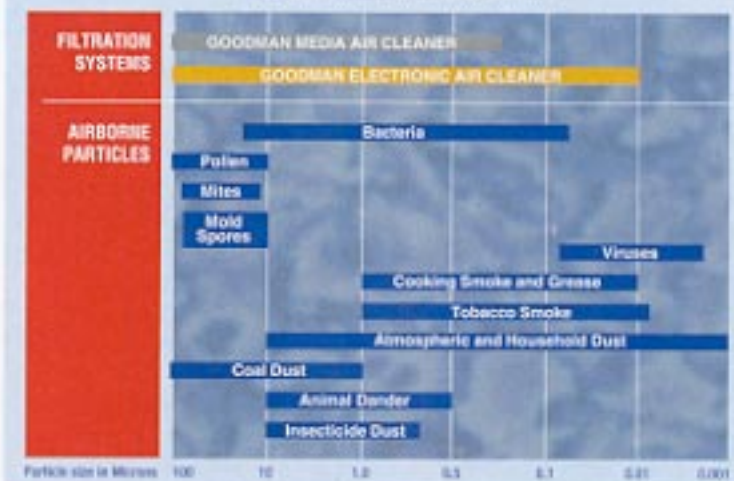 FILTRATION
SYSTEMS
GOODMAN MEDIA AIR CLEANER
GOODMAN ELECTRONIC AIR CLEANER
AIRBORNE
PARTICLES
Bacteria
Pollen
Mites
Mold
Spores
Viruses
Cooking Smoke and Grease
Tobacco Smoke
Atmospheric and Household Dust
Coal Dust
Animal Dander
Insecticide Dust
Particle size in Microns 100 10 1.0 0.5 0.1 0.01 0.001